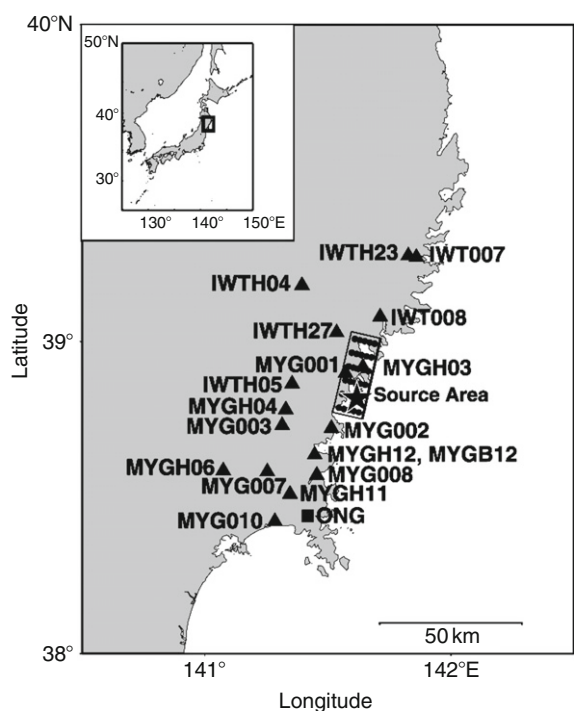 40°N
50°N
40°
30°
130°
140°
150°E
IWTH23
IWT007
IWTH04
IWT008
IWTH27
39°
MYG001
MYGH03
IWTH05
Source Area
MYGH04
MYG003
MYG002
MYGH12, MYGB12
MYGH06
MYG008
MYG007
MYGH11
MYG010
ONG
50 km
38°
141°
142°E
Latitude
Longitude